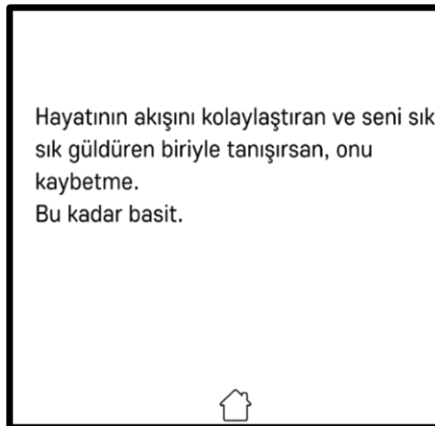 Hayatının akışını kolaylaştıran ve seni sık
sık güldüren biriyle tanışırsan, onu
kaybetme.
Bu kadar basit.